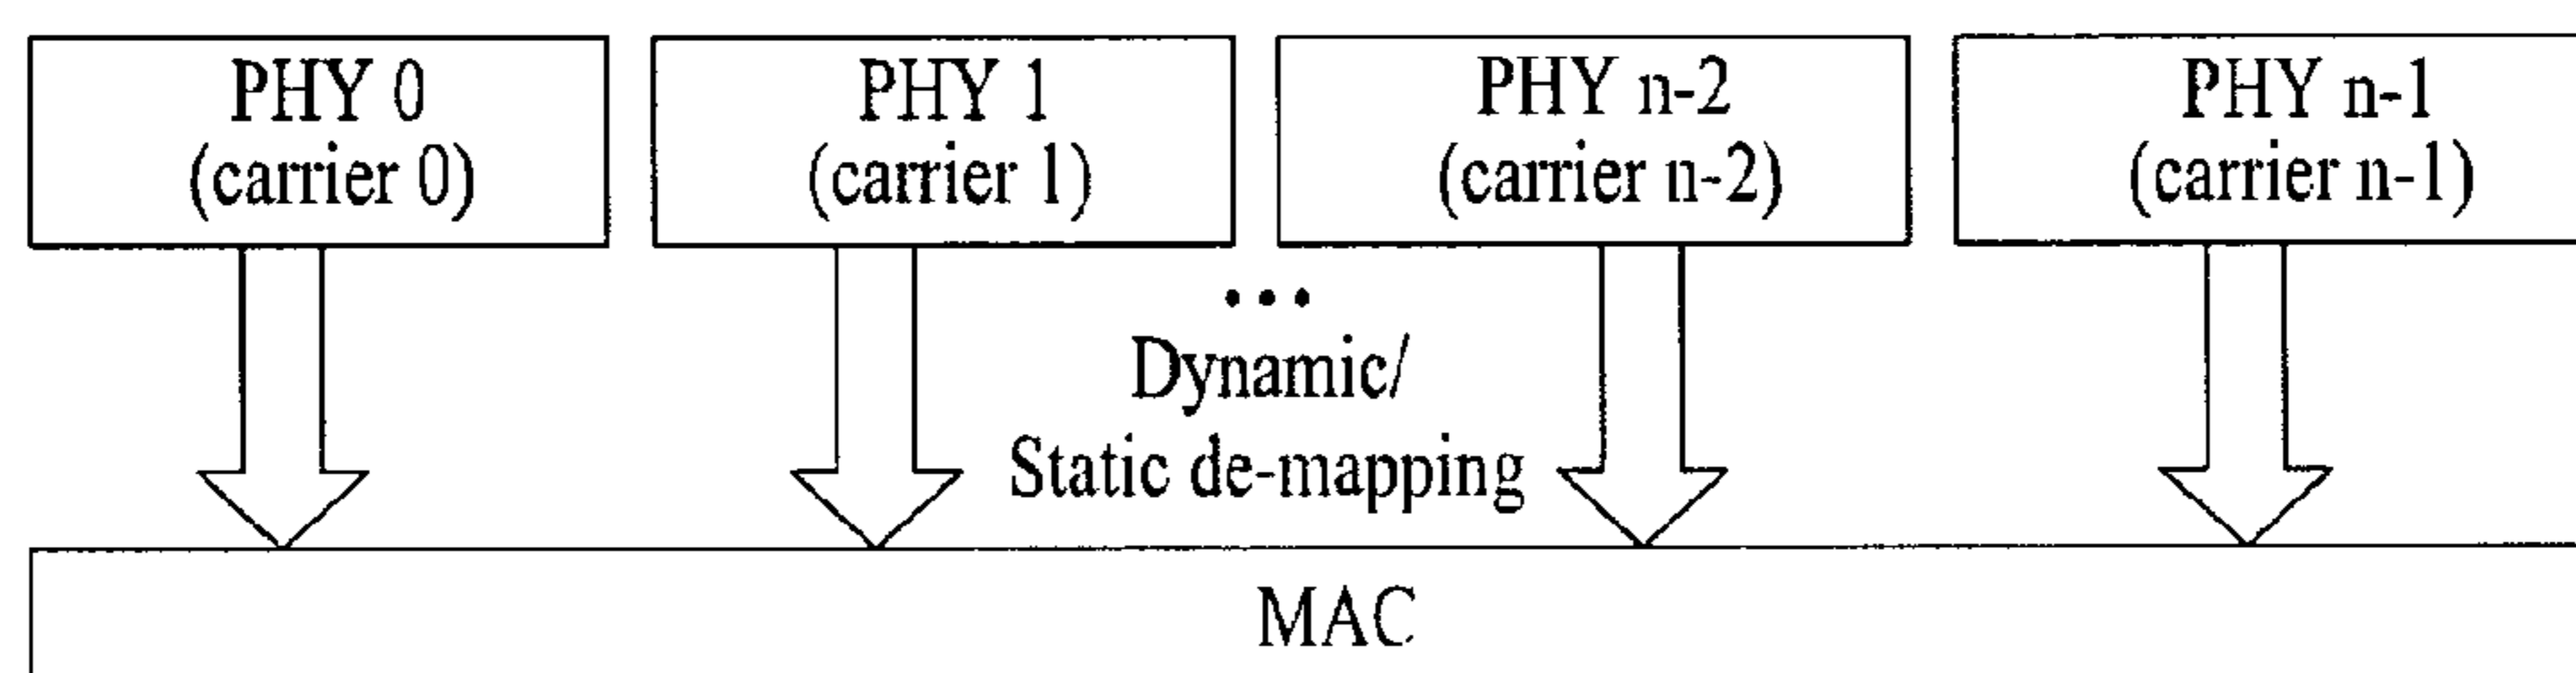 PHY 0
(carrier 0)
PHY 1
(carrier 1)
PHY n-2
(carrier n-2)
PHY n-1
(carrier n-1)
•••
Dynamic/
Static de-mapping
MAC